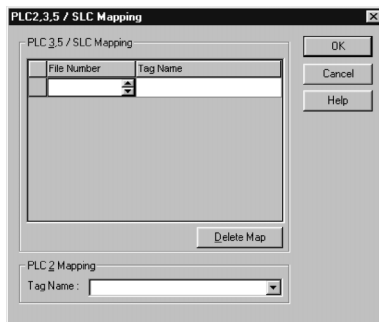 PLC2,3,5 / SLC Mapping
PLC 3,5 / SLC Mapping
File Number Tag Name
OK
Cancel
Help
Delete Map
PLC 2 Mapping
Tag Name :